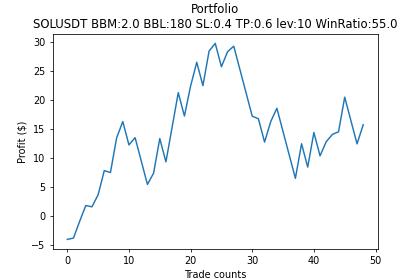 Portfolio
SOLUSDT BBM:2.0 BBL:180 SL:0.4 TP:0.6 lev:10 WinRatio:55.0
30
25
20
15
10
5
0
−5
Profit ($)
0 10 20 30 40 50
Trade counts